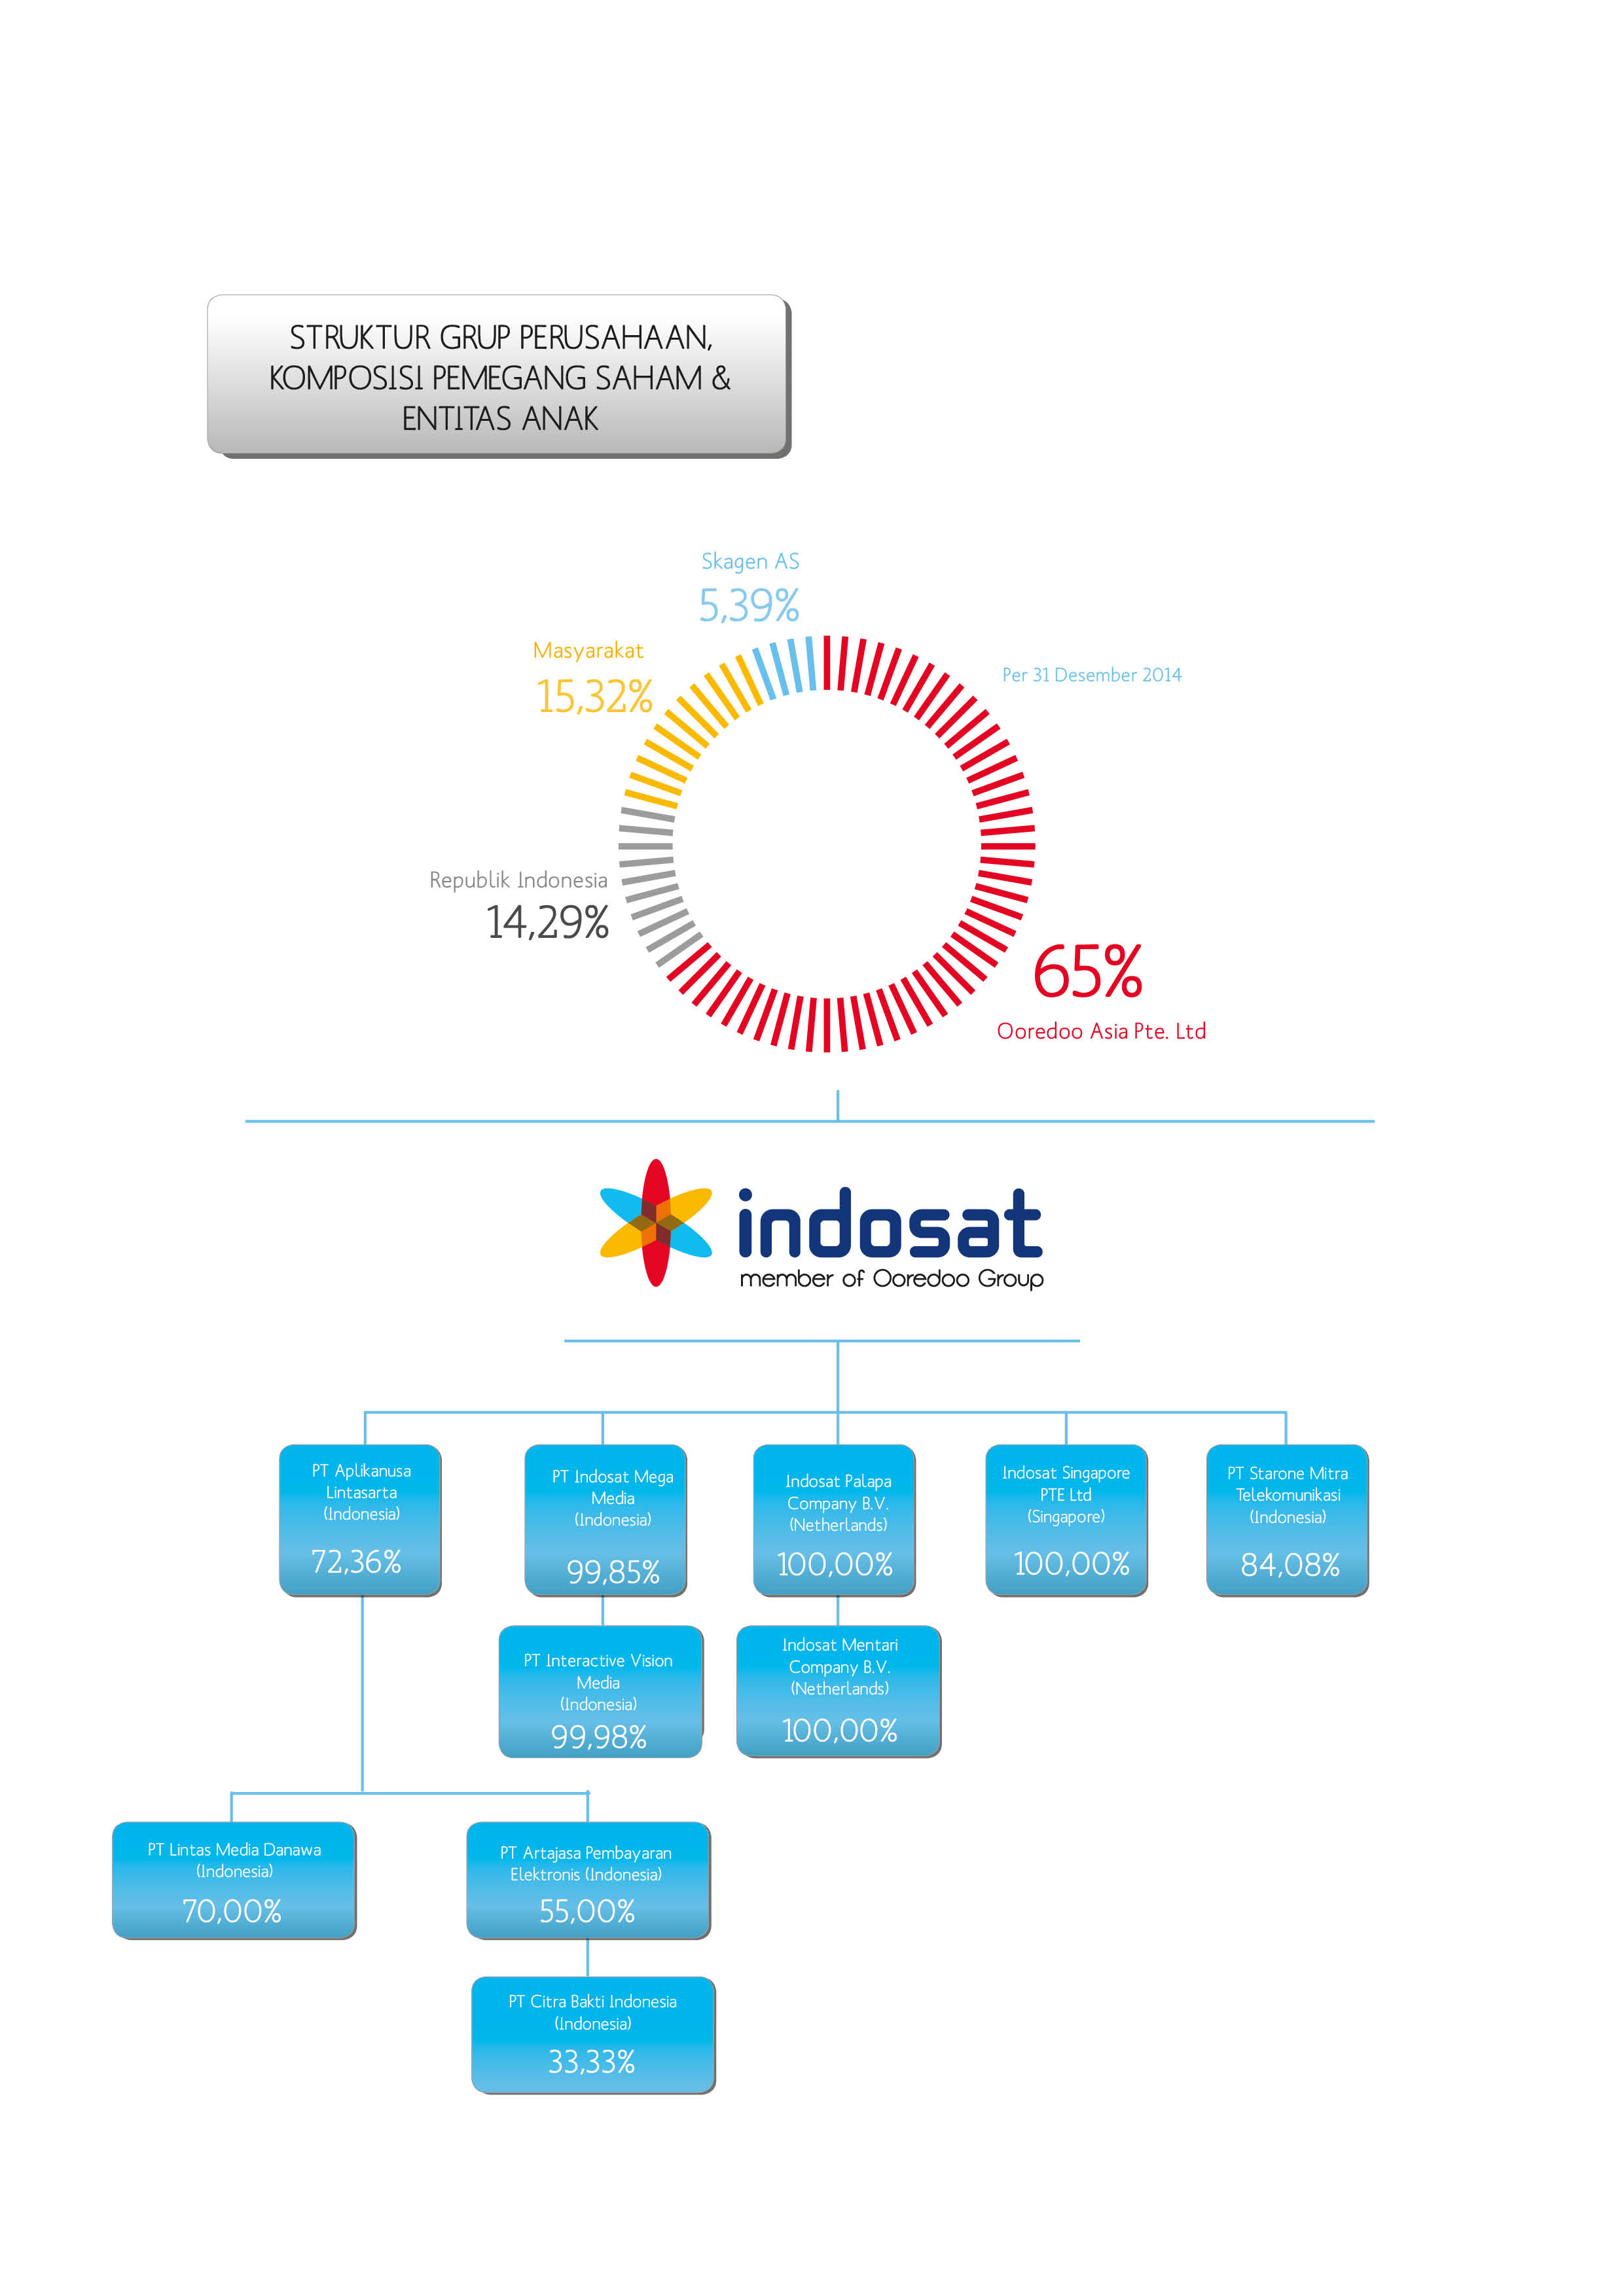 STRUKTUR GRUP PERUSAHAAN,
KOMPOSISI PEMEGANG SAHAM &
ENTITAS ANAK
Skagen AS
5,39%
Masyarakat
15,32%
Per 31 Desember 2014
Republik Indonesia
14,29%
65%
Ooredoo Asia Pte. Ltd
indosat
member of Ooredoo Group
PT Aplikanusa
Lintasarta
(Indonesia)
72,36%
PT Indosat Mega
Media
(Indonesia)
99,85%
Indosat Palapa
Company B.V.
(Netherlands)
100,00%
Indosat Singapore
PTE Ltd
(Singapore)
100,00%
PT Starone Mitra
Telekomunikasi
(Indonesia)
84,08%
PT Interactive Vision
Media
(Indonesia)
99,98%
Indosat Mentari
Company B.V.
(Netherlands)
100,00%
PT Lintas Media Danawa
(Indonesia)
70,00%
PT Artajasa Pembayaran
Elektronis (Indonesia)
55,00%
PT Citra Bakti Indonesia
(Indonesia)
33,33%